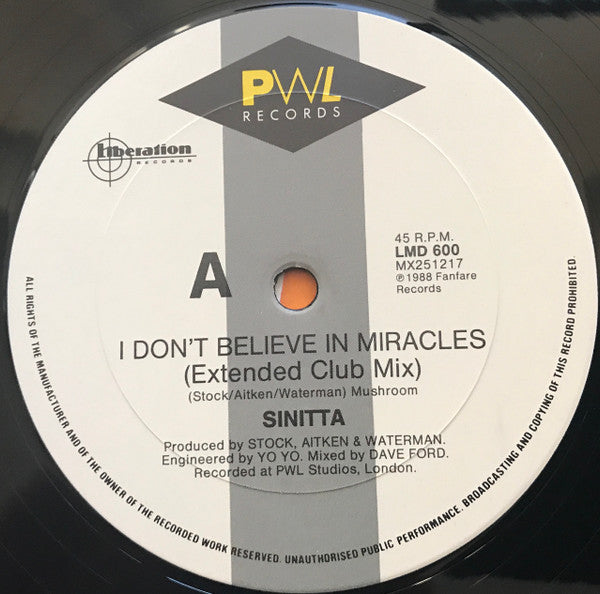 PWL
RECORDS
Liberation
RECORDS
A
45 R.P.M.
LMD 600
MX251217
℗ 1988 Fanfare
Records
I DON'T BELIEVE IN MIRACLES
(Extended Club Mix)
(Stock/Aitken/Waterman) Mushroom
SINITTA
Produced by STOCK, AITKEN & WATERMAN.
Engineered by YO YO. Mixed by DAVE FORD.
Recorded at PWL Studios, London.
ALL RIGHTS OF THE MANUFACTURER AND OF THE OWNER OF THE RECORDED WORK RESERVED. UNAUTHORISED PUBLIC PERFORMANCE, BROADCASTING AND COPYING OF THIS RECORD PROHIBITED.